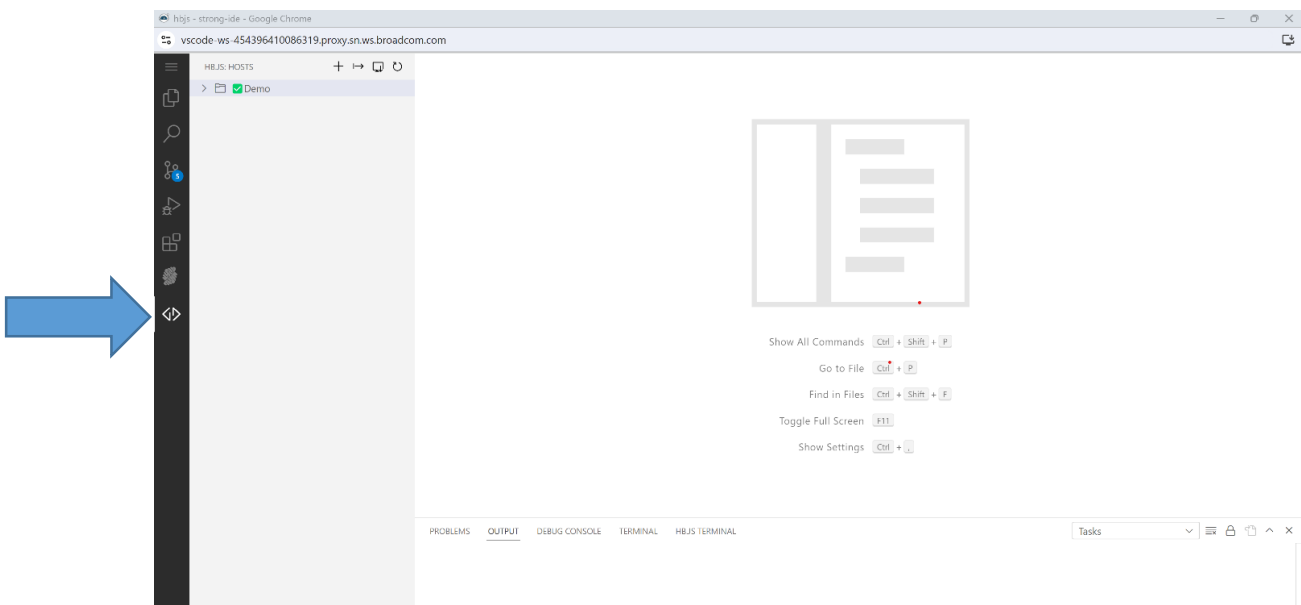 hbjs - strong-ide - Google Chrome
vscode-ws-454396410086319.proxy.sn.ws.broadcom.com
HBJS: HOSTS
Demo
5
Show All Commands Ctrl + Shift + P
Go to File Ctrl + P
Find in Files Ctrl + Shift + F
Toggle Full Screen F11
Show Settings Ctrl + ,
PROBLEMS OUTPUT DEBUG CONSOLE TERMINAL HBJS TERMINAL Tasks